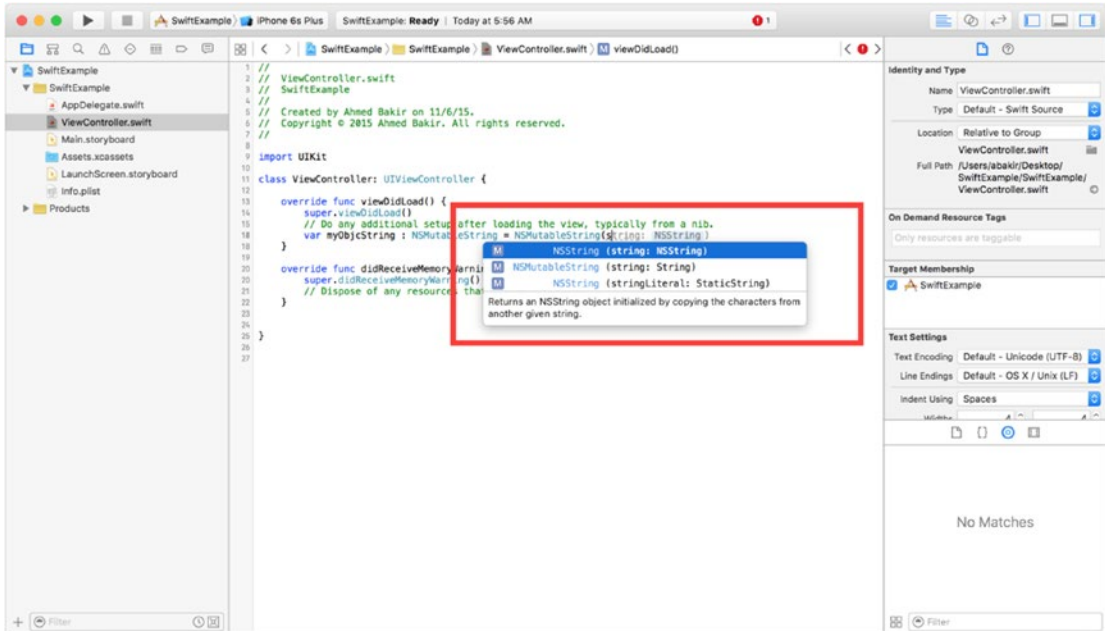 SwiftExample
iPhone 6s Plus
SwiftExample: Ready | Today at 5:56 AM
1
SwiftExample
SwiftExample
ViewController.swift
M viewDidLoad()
SwiftExample
SwiftExample
AppDelegate.swift
ViewController.swift
Main.storyboard
Assets.xcassets
LaunchScreen.storyboard
Info.plist
Products
Filter
//
// ViewController.swift
// SwiftExample
//
// Created by Ahmed Bakir on 11/6/15.
// Copyright © 2015 Ahmed Bakir. All rights reserved.
//
import UIKit
class ViewController: UIViewController {
override func viewDidLoad() {
super.viewDidLoad()
// Do any additional setup after loading the view, typically from a nib.
var myObjcString : NSMutableString = NSMutableString(string: NSString)
}
override func didReceiveMemoryWarnin
super.didReceiveMemoryWarning()
// Dispose of any resources that
}
}
M NSString (string: NSString)
M NSMutableString (string: String)
M NSString (stringLiteral: StaticString)
Returns an NSString object initialized by copying the characters from
another given string.
Identity and Type
Name ViewController.swift
Type Default - Swift Source
Location Relative to Group
ViewController.swift
Full Path /Users/abakir/Desktop/
SwiftExample/SwiftExample/
ViewController.swift
On Demand Resource Tags
Only resources are taggable
Target Membership
SwiftExample
Text Settings
Text Encoding Default - Unicode (UTF-8)
Line Endings Default - OS X / Unix (LF)
Indent Using Spaces
No Matches
Filter